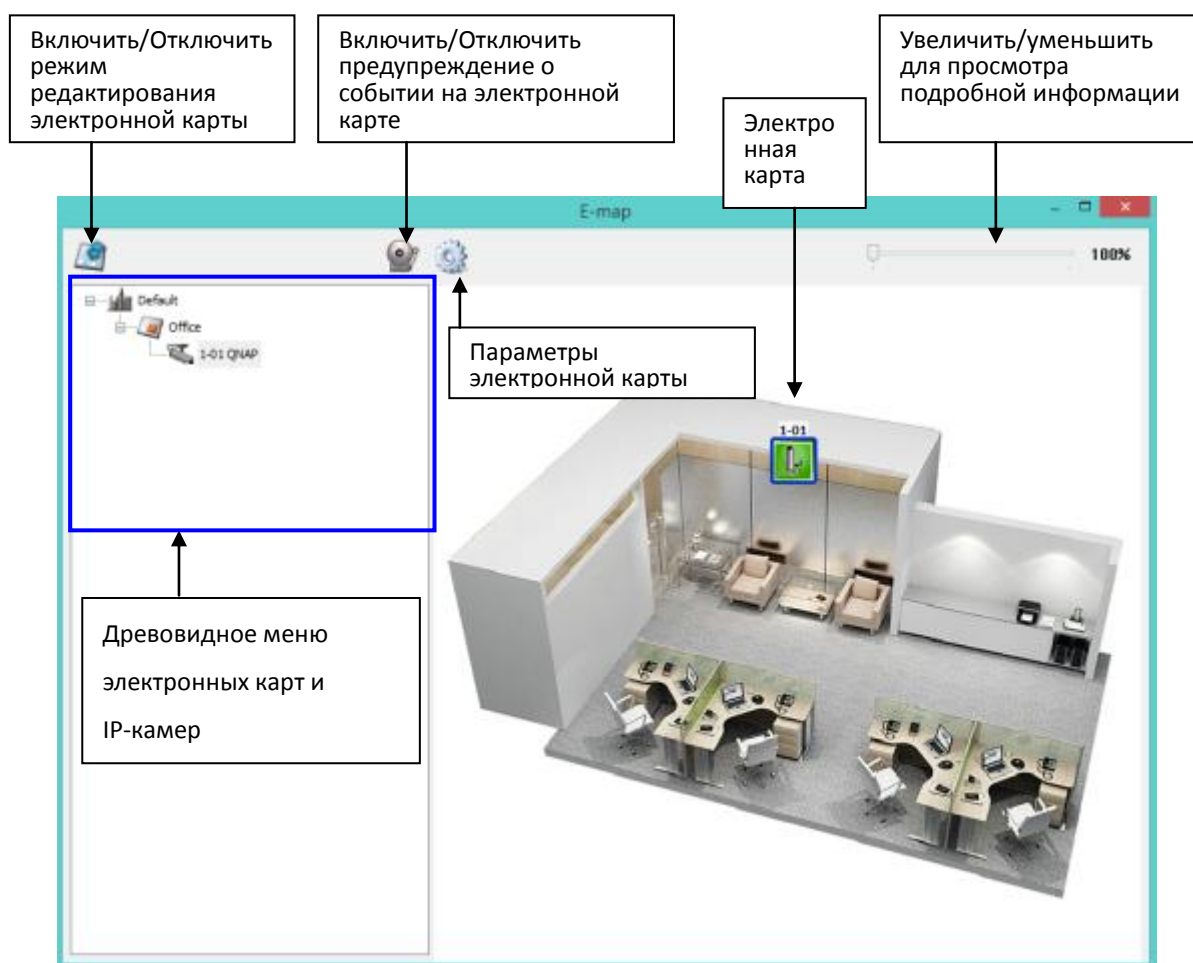 Включить/Отключить
режим
редактирования
электронной карты
Включить/Отключить
предупреждение о
событии на электронной
карте
Электро
нная
карта
Увеличить/уменьшить
для просмотра
подробной информации
E-map
100%
Default
Office
1-01 QNAP
Параметры
электронной карты
1-01
Древовидное меню
электронных карт и
IP-камер